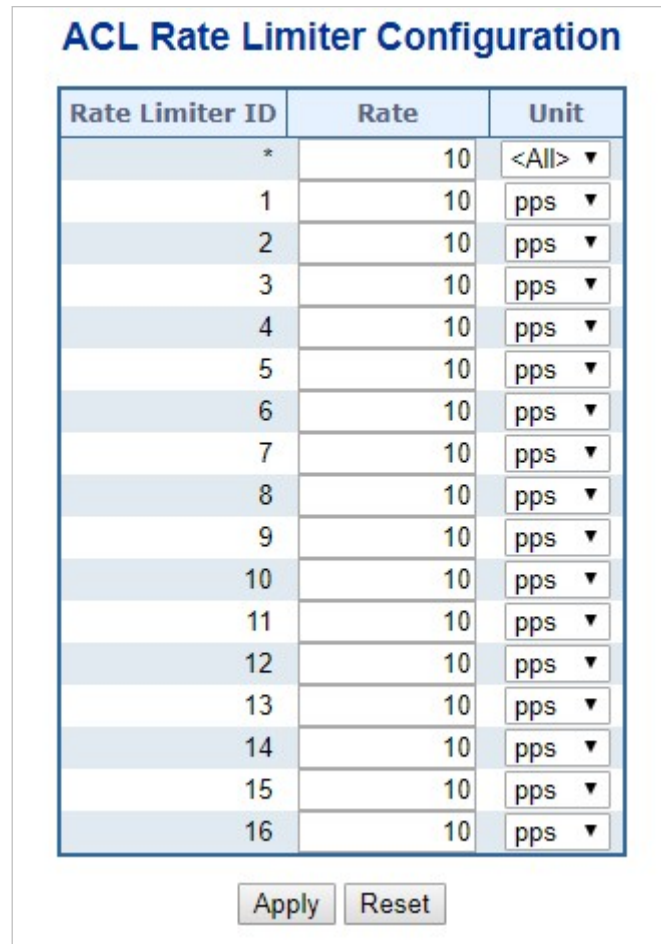 ACL Rate Limiter Configuration
Rate Limiter ID Rate Unit
* 10 <All>
1 10 pps
2 10 pps
3 10 pps
4 10 pps
5 10 pps
6 10 pps
7 10 pps
8 10 pps
9 10 pps
10 10 pps
11 10 pps
12 10 pps
13 10 pps
14 10 pps
15 10 pps
16 10 pps
Apply Reset